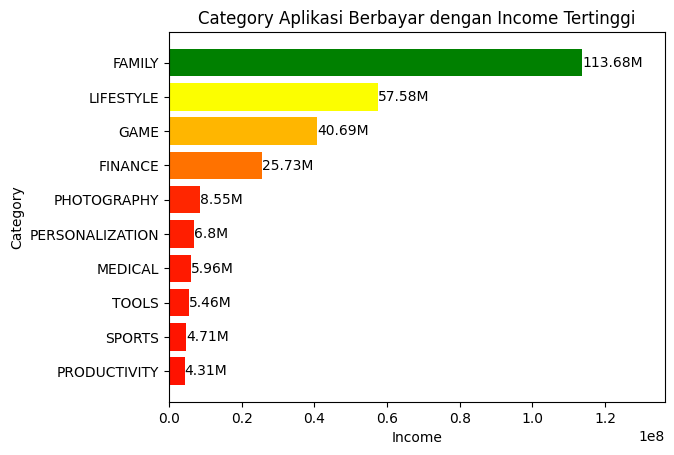 Category Aplikasi Berbayar dengan Income Tertinggi
FAMILY 113.68M
LIFESTYLE 57.58M
GAME 40.69M
FINANCE 25.73M
PHOTOGRAPHY 8.55M
PERSONALIZATION 6.8M
MEDICAL 5.96M
TOOLS 5.46M
SPORTS 4.71M
PRODUCTIVITY 4.31M
Category
0.0 0.2 0.4 0.6 0.8 1.0 1.2
1e8
Income